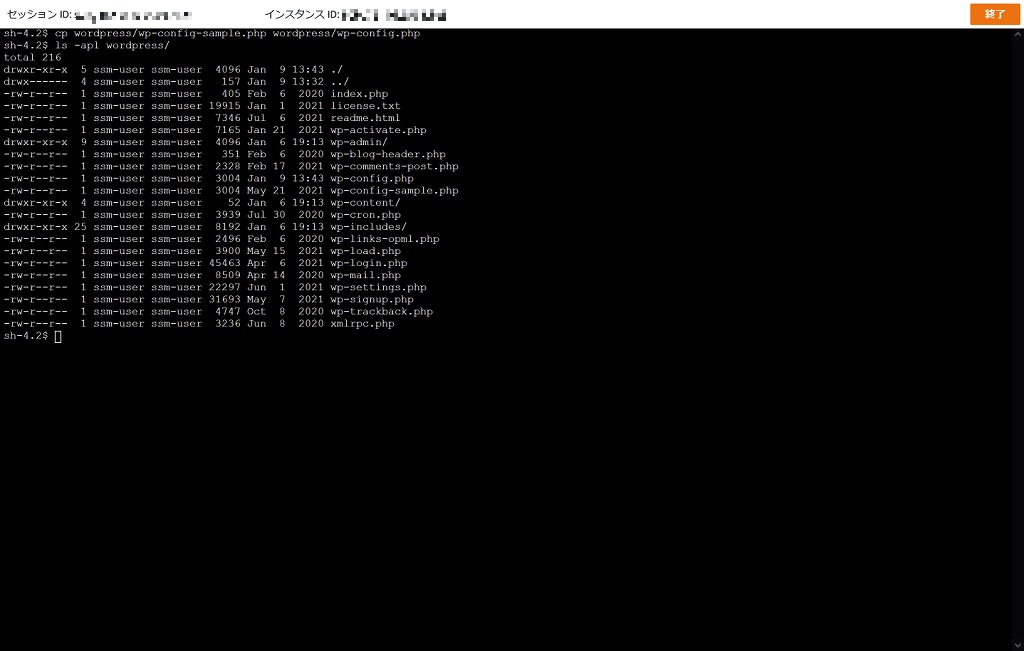 セッション ID:
インスタンス ID:
終了
sh-4.2$ cp wordpress/wp-config-sample.php wordpress/wp-config.php
sh-4.2$ ls -apl wordpress/
total 216
drwxr-xr-x  5 ssm-user ssm-user  4096 Jan  9 13:43 ./
drwx------  4 ssm-user ssm-user   157 Jan  9 13:32 ../
-rw-r--r--  1 ssm-user ssm-user   405 Feb  6  2020 index.php
-rw-r--r--  1 ssm-user ssm-user 19915 Jan  1  2021 license.txt
-rw-r--r--  1 ssm-user ssm-user  7346 Jul  6  2021 readme.html
-rw-r--r--  1 ssm-user ssm-user  7165 Jan 21  2021 wp-activate.php
drwxr-xr-x  9 ssm-user ssm-user  4096 Jan  6 19:13 wp-admin/
-rw-r--r--  1 ssm-user ssm-user   351 Feb  6  2020 wp-blog-header.php
-rw-r--r--  1 ssm-user ssm-user  2328 Feb 17  2021 wp-comments-post.php
-rw-r--r--  1 ssm-user ssm-user  3004 Jan  9 13:43 wp-config.php
-rw-r--r--  1 ssm-user ssm-user  3004 May 21  2021 wp-config-sample.php
drwxr-xr-x  4 ssm-user ssm-user    52 Jan  6 19:13 wp-content/
-rw-r--r--  1 ssm-user ssm-user  3939 Jul 30  2020 wp-cron.php
drwxr-xr-x 25 ssm-user ssm-user  8192 Jan  6 19:13 wp-includes/
-rw-r--r--  1 ssm-user ssm-user  2496 Feb  6  2020 wp-links-opml.php
-rw-r--r--  1 ssm-user ssm-user  3900 May 15  2021 wp-load.php
-rw-r--r--  1 ssm-user ssm-user 45463 Apr  6  2021 wp-login.php
-rw-r--r--  1 ssm-user ssm-user  8509 Apr 14  2020 wp-mail.php
-rw-r--r--  1 ssm-user ssm-user 22297 Jun  1  2021 wp-settings.php
-rw-r--r--  1 ssm-user ssm-user 31693 May  7  2021 wp-signup.php
-rw-r--r--  1 ssm-user ssm-user  4747 Oct  8  2020 wp-trackback.php
-rw-r--r--  1 ssm-user ssm-user  3236 Jun  8  2020 xmlrpc.php
sh-4.2$